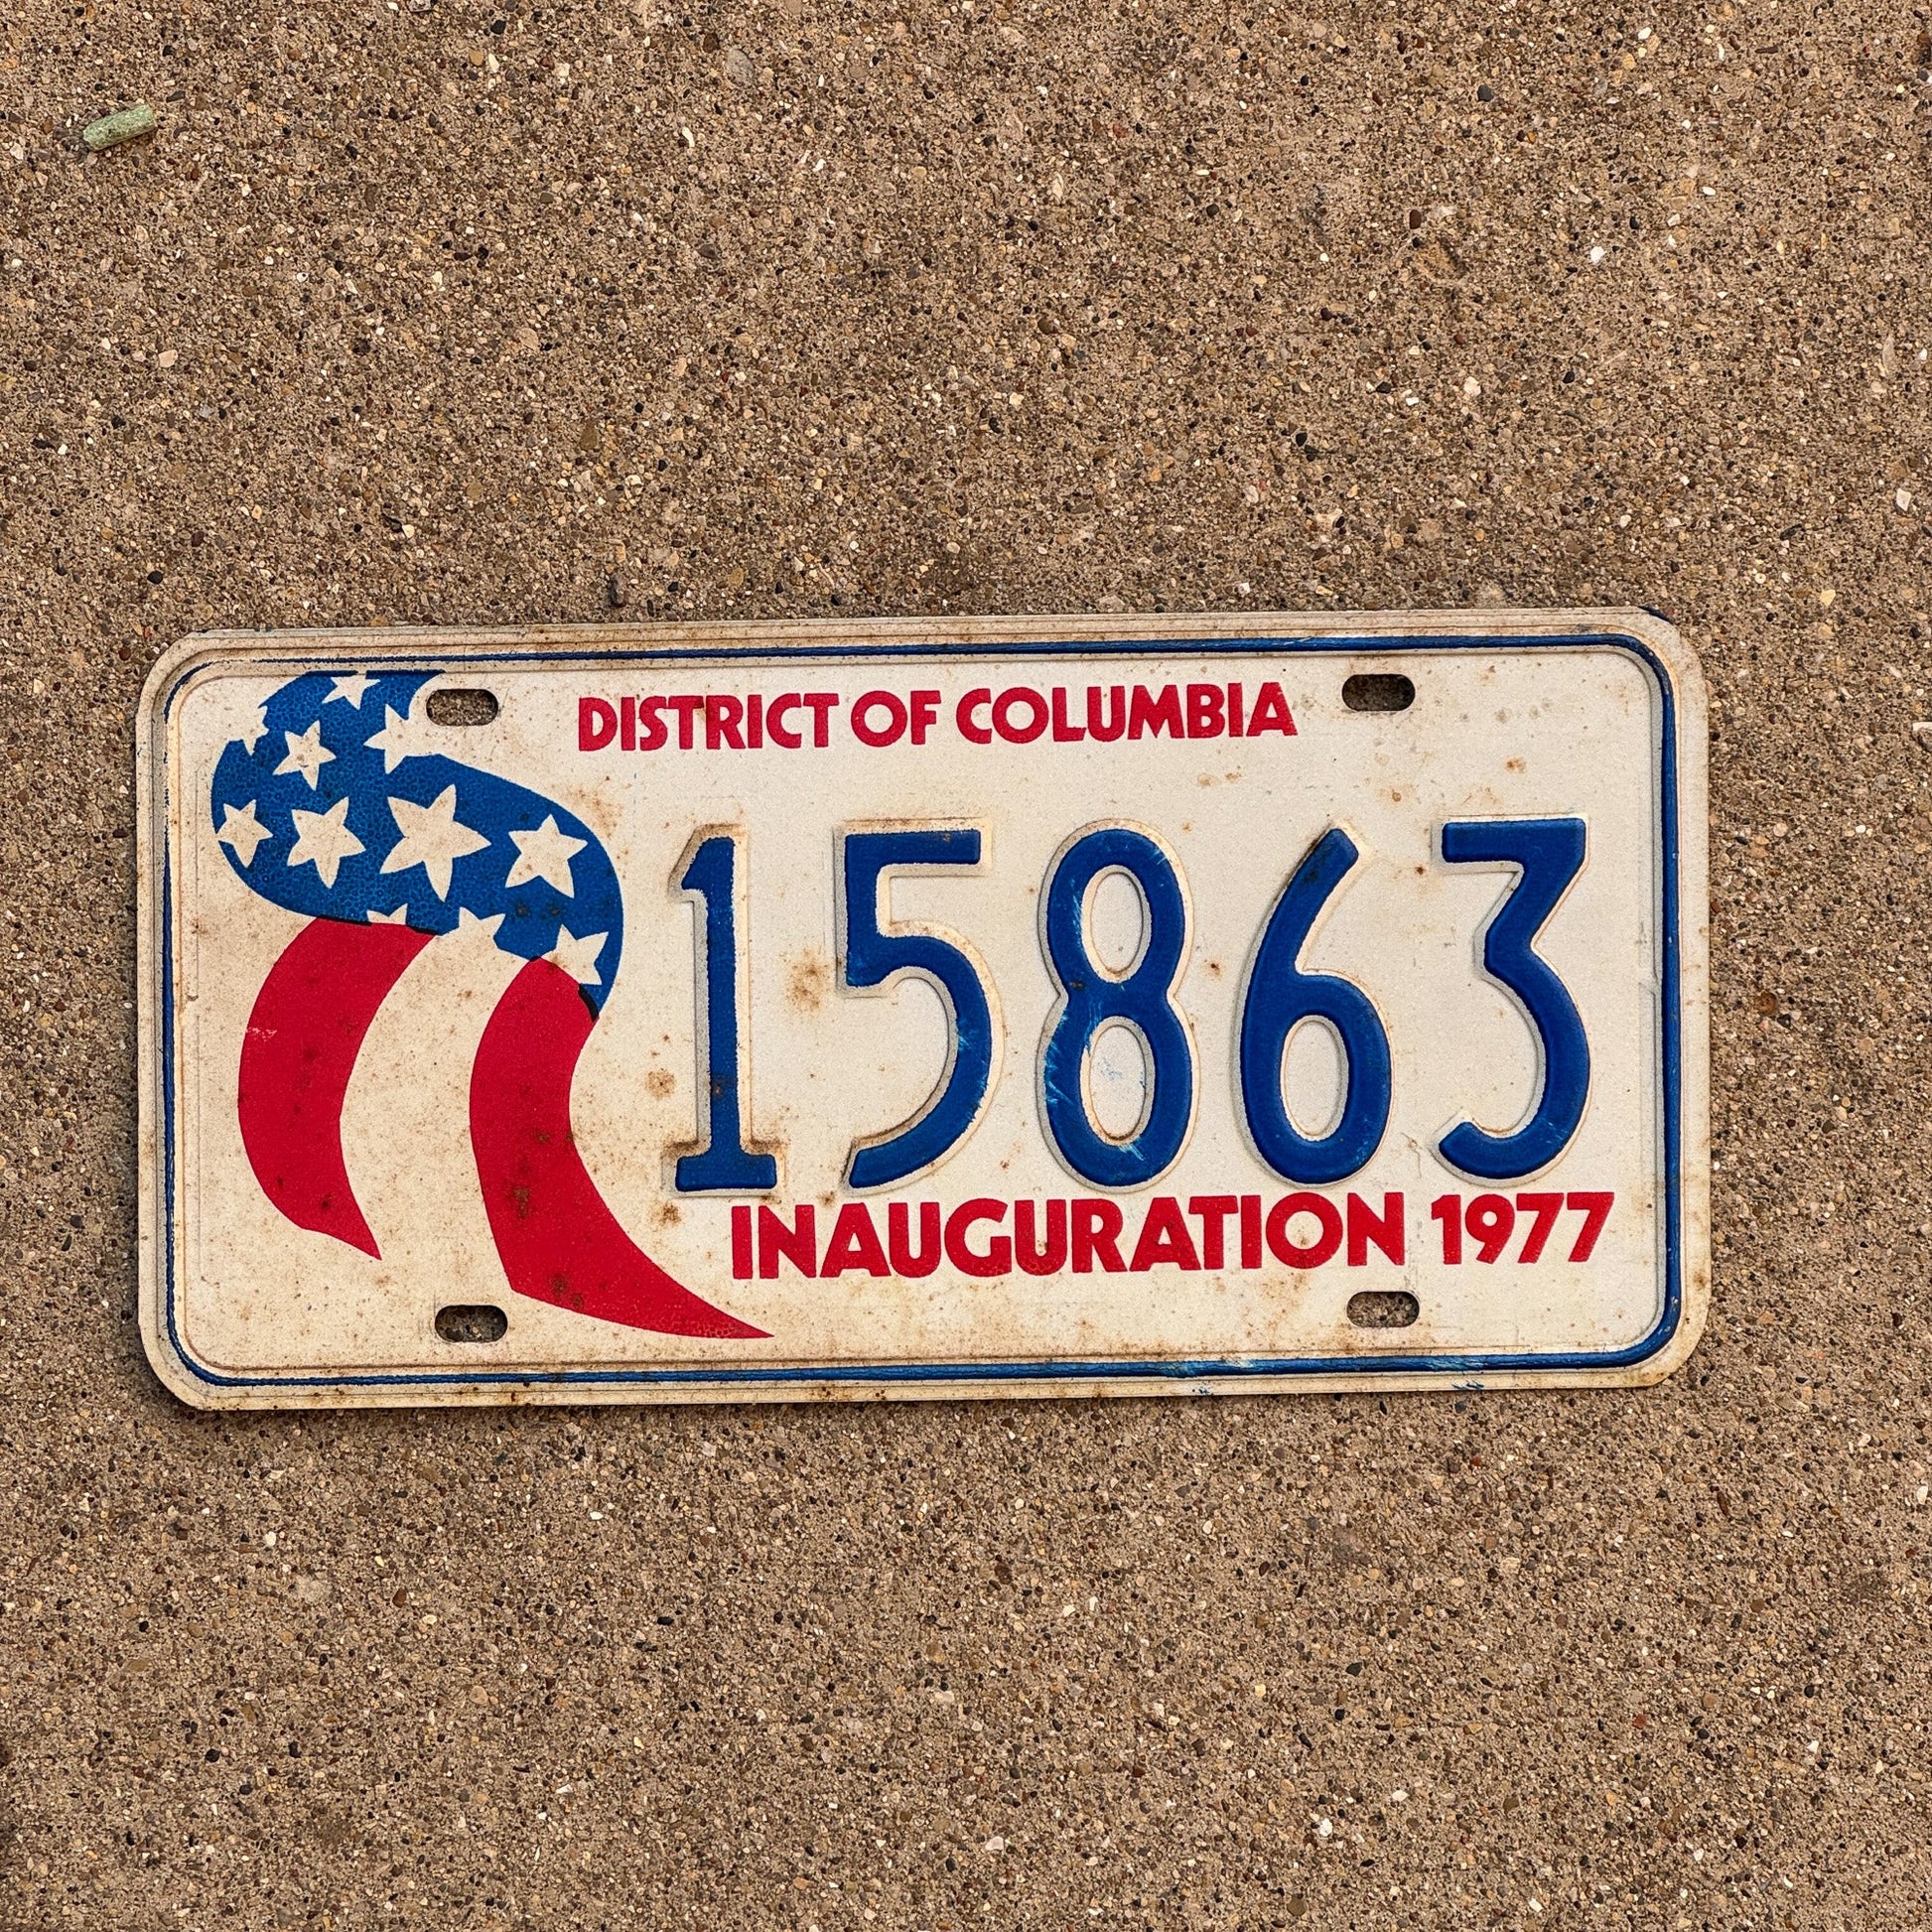 DISTRICT OF COLUMBIA
15863
INAUGURATION 1977